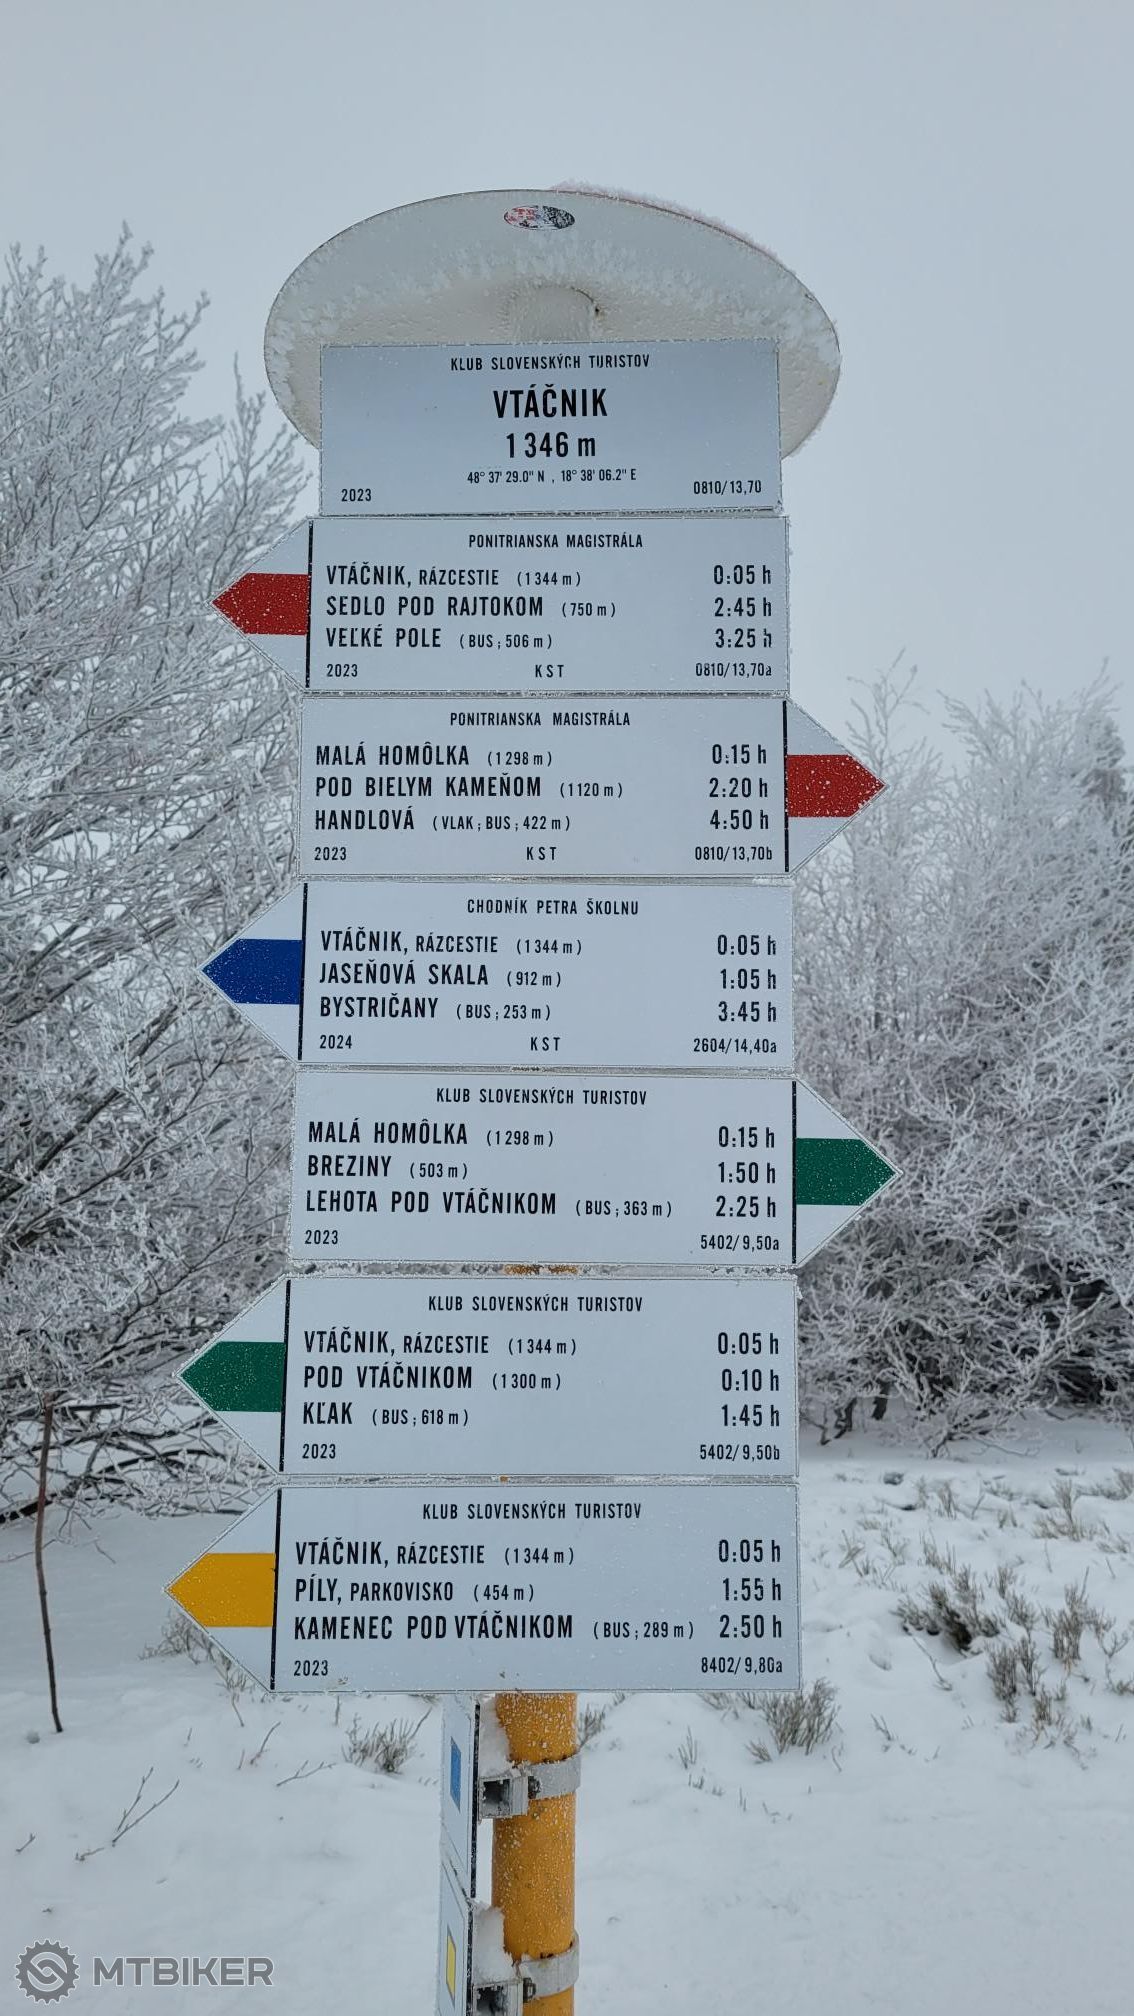 KLUB SLOVENSKÝCH TURISTOV
VTÁČNIK
1 346 m
48° 37' 29.0" N , 18° 38' 06.2" E
2023 0810/13,70
PONITRIANSKA MAGISTRÁLA
VTÁČNIK, RÁZCESTIE (1344 m) 0:05 h
SEDLO POD RAJTOKOM (750 m) 2:45 h
VEĽKÉ POLE (BUS ; 506 m) 3:25 h
2023 KST 0810/13,70a
PONITRIANSKA MAGISTRÁLA
MALÁ HOMÔLKA (1298 m) 0:15 h
POD BIELYM KAMEŇOM (1120 m) 2:20 h
HANDLOVÁ (VLAK ; BUS ; 422 m) 4:50 h
2023 KST 0810/13,70b
CHODNÍK PETRA ŠKOLNU
VTÁČNIK, RÁZCESTIE (1344 m) 0:05 h
JASEŇOVÁ SKALA (912 m) 1:05 h
BYSTRIČANY (BUS ; 253 m) 3:45 h
2024 KST 2604/14,40a
KLUB SLOVENSKÝCH TURISTOV
MALÁ HOMÔLKA (1298 m) 0:15 h
BREZINY (503 m) 1:50 h
LEHOTA POD VTÁČNIKOM (BUS ; 363 m) 2:25 h
2023 5402/9,50a
KLUB SLOVENSKÝCH TURISTOV
VTÁČNIK, RÁZCESTIE (1344 m) 0:05 h
POD VTÁČNIKOM (1300 m) 0:10 h
KĽAK (BUS ; 618 m) 1:45 h
2023 5402/9,50b
KLUB SLOVENSKÝCH TURISTOV
VTÁČNIK, RÁZCESTIE (1344 m) 0:05 h
PÍLY, PARKOVISKO (454 m) 1:55 h
KAMENEC POD VTÁČNIKOM (BUS ; 289 m) 2:50 h
2023 8402/9,80a
MTBIKER